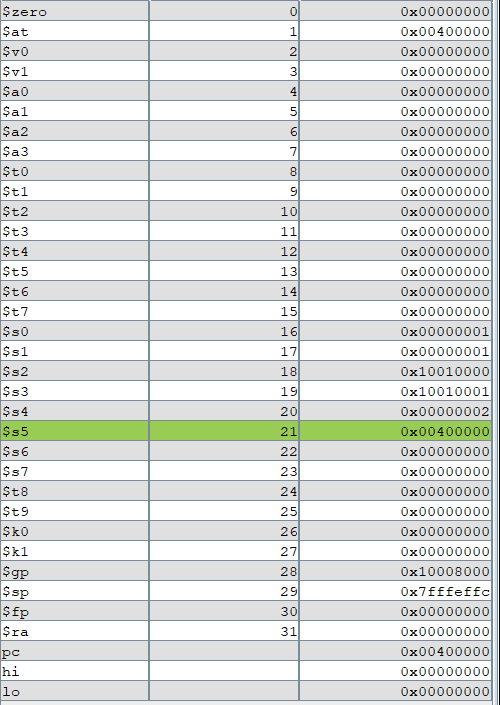 $zero 0 0x00000000
$at 1 0x00400000
$v0 2 0x00000000
$v1 3 0x00000000
$a0 4 0x00000000
$a1 5 0x00000000
$a2 6 0x00000000
$a3 7 0x00000000
$t0 8 0x00000000
$t1 9 0x00000000
$t2 10 0x00000000
$t3 11 0x00000000
$t4 12 0x00000000
$t5 13 0x00000000
$t6 14 0x00000000
$t7 15 0x00000000
$s0 16 0x00000001
$s1 17 0x00000001
$s2 18 0x10010000
$s3 19 0x10010001
$s4 20 0x00000002
$s5 21 0x00400000
$s6 22 0x00000000
$s7 23 0x00000000
$t8 24 0x00000000
$t9 25 0x00000000
$k0 26 0x00000000
$k1 27 0x00000000
$gp 28 0x10008000
$sp 29 0x7fffeffc
$fp 30 0x00000000
$ra 31 0x00000000
pc 0x00400000
hi 0x00000000
lo 0x00000000